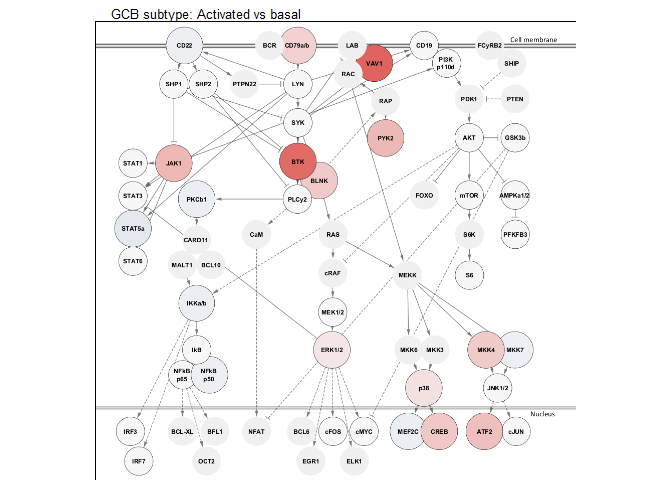 GCB subtype: Activated vs basal
Cell membrane
CD22
BCR
CD79a/b
LAB
VAV1
CD19
PI3K
p110d
FCyRB2
SHIP
SHP1
SHP2
PTPN22
LYN
RAC
RAP
PDK1
PTEN
SYK
PYK2
AKT
GSK3b
STAT1
JAK1
BTK
BLNK
STAT3
PKCb1
PLCy2
FOXO
mTOR
AMPKa1/2
STAT5a
CARD11
CaM
RAS
S6K
PFKFB3
STAT6
MALT1
BCL10
cRAF
MEKK
S6
IKKa/b
MEK1/2
IkB
ERK1/2
MKK6
MKK3
MKK4
MKK7
NFkB
p65
NFkB
p50
p38
JNK1/2
Nucleus
IRF3
BCL-XL
BFL1
NFAT
BCL6
cFOS
cMYC
MEF2C
CREB
ATF2
cJUN
IRF7
OCT2
EGR1
ELK1